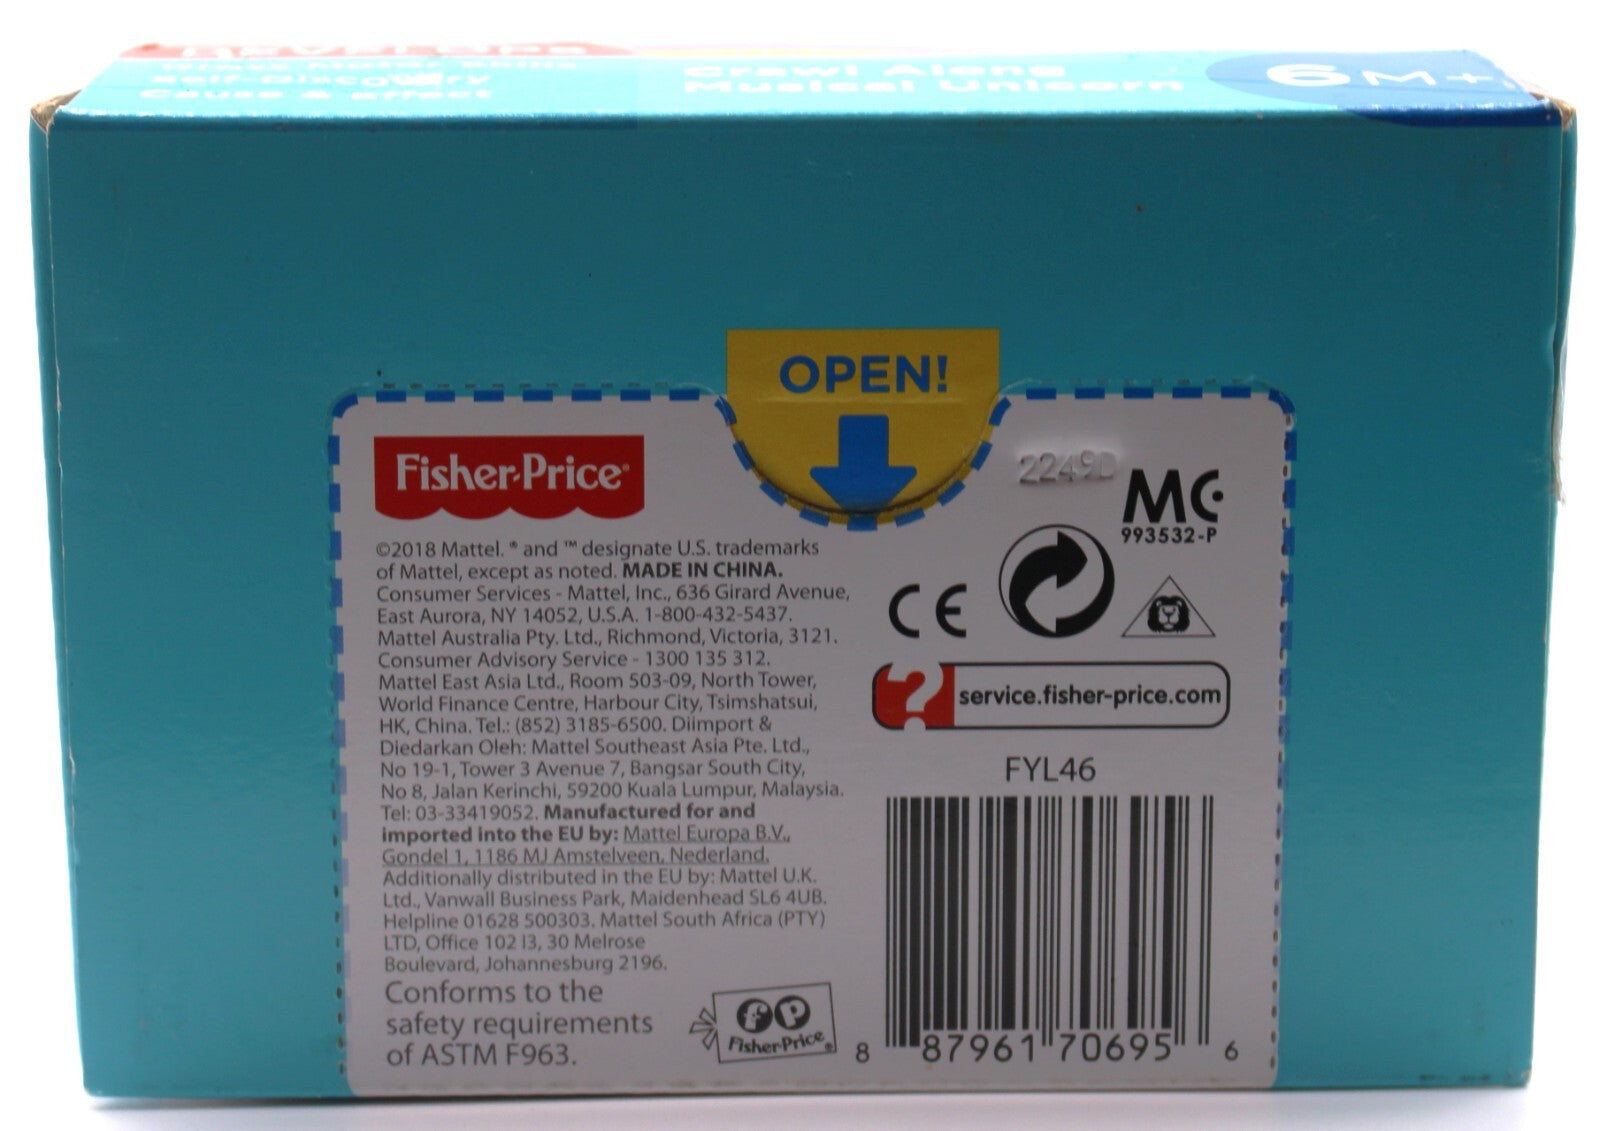 DEVELOPS
Gross Motor Skills
Self-Discovery
Cause & Effect
Crawl Along
Musical Unicorn
6M+
OPEN!
Fisher-Price®
©2018 Mattel. ® and ™ designate U.S. trademarks
of Mattel, except as noted. MADE IN CHINA.
Consumer Services - Mattel, Inc., 636 Girard Avenue,
East Aurora, NY 14052, U.S.A. 1-800-432-5437.
Mattel Australia Pty. Ltd., Richmond, Victoria, 3121.
Consumer Advisory Service - 1300 135 312.
Mattel East Asia Ltd., Room 503-09, North Tower,
World Finance Centre, Harbour City, Tsimshatsui,
HK, China. Tel.: (852) 3185-6500. Diimport &
Diedarkan Oleh: Mattel Southeast Asia Pte. Ltd.,
No 19-1, Tower 3 Avenue 7, Bangsar South City,
No 8, Jalan Kerinchi, 59200 Kuala Lumpur, Malaysia.
Tel: 03-33419052. Manufactured for and
imported into the EU by: Mattel Europa B.V.,
Gondel 1, 1186 MJ Amstelveen, Nederland.
Additionally distributed in the EU by: Mattel U.K.
Ltd., Vanwall Business Park, Maidenhead SL6 4UB.
Helpline 01628 500303. Mattel South Africa (PTY)
LTD, Office 102 I3, 30 Melrose
Boulevard, Johannesburg 2196.
Conforms to the
safety requirements
of ASTM F963.
fP
Fisher-Price®
2249D
MC
993532-P
CE
? service.fisher-price.com
FYL46
8 87961 70695 6